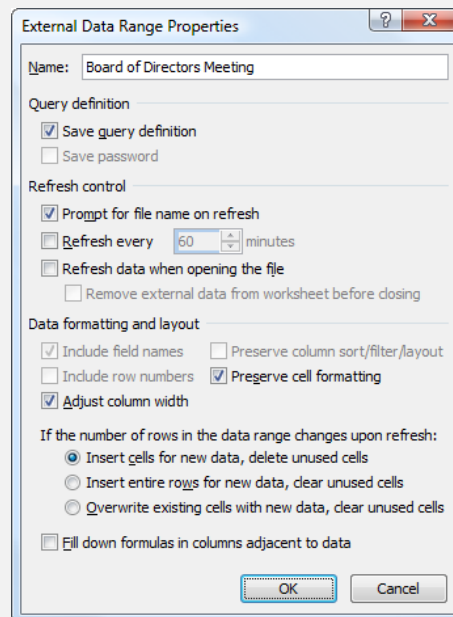 External Data Range Properties
Name: Board of Directors Meeting
Query definition
Save query definition
Save password
Refresh control
Prompt for file name on refresh
Refresh every 60 minutes
Refresh data when opening the file
Remove external data from worksheet before closing
Data formatting and layout
Include field names Preserve column sort/filter/layout
Include row numbers Preserve cell formatting
Adjust column width
If the number of rows in the data range changes upon refresh:
Insert cells for new data, delete unused cells
Insert entire rows for new data, clear unused cells
Overwrite existing cells with new data, clear unused cells
Fill down formulas in columns adjacent to data
OK Cancel